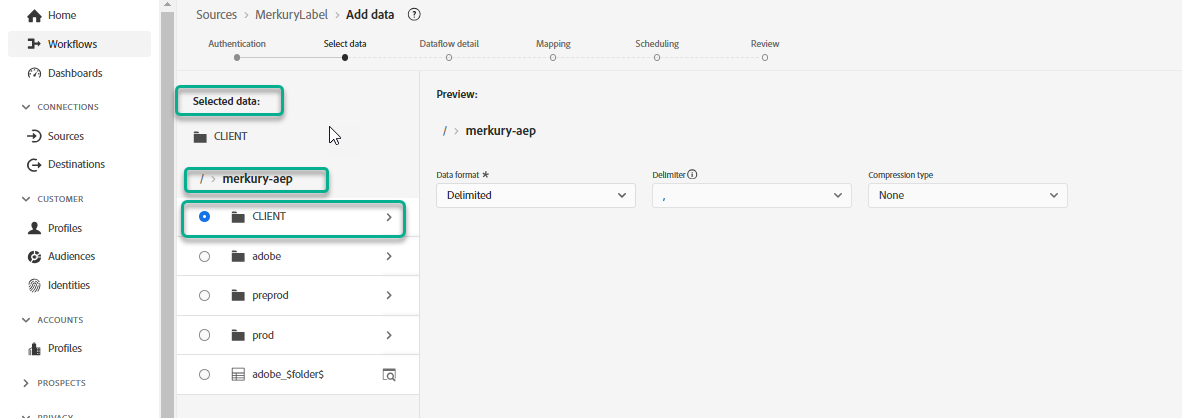 Home
Workflows
Dashboards
CONNECTIONS
Sources
Destinations
CUSTOMER
Profiles
Audiences
Identities
ACCOUNTS
Profiles
PROSPECTS
PRIVACY
Sources > MerkuryLabel > Add data ?
Authentication Select data Dataflow detail Mapping Scheduling Review
Selected data:
CLIENT
/ > merkury-aep
CLIENT >
adobe >
preprod >
prod >
adobe_$folder$
Preview:
/ > merkury-aep
Data format * Delimiter Compression type
Delimited , None